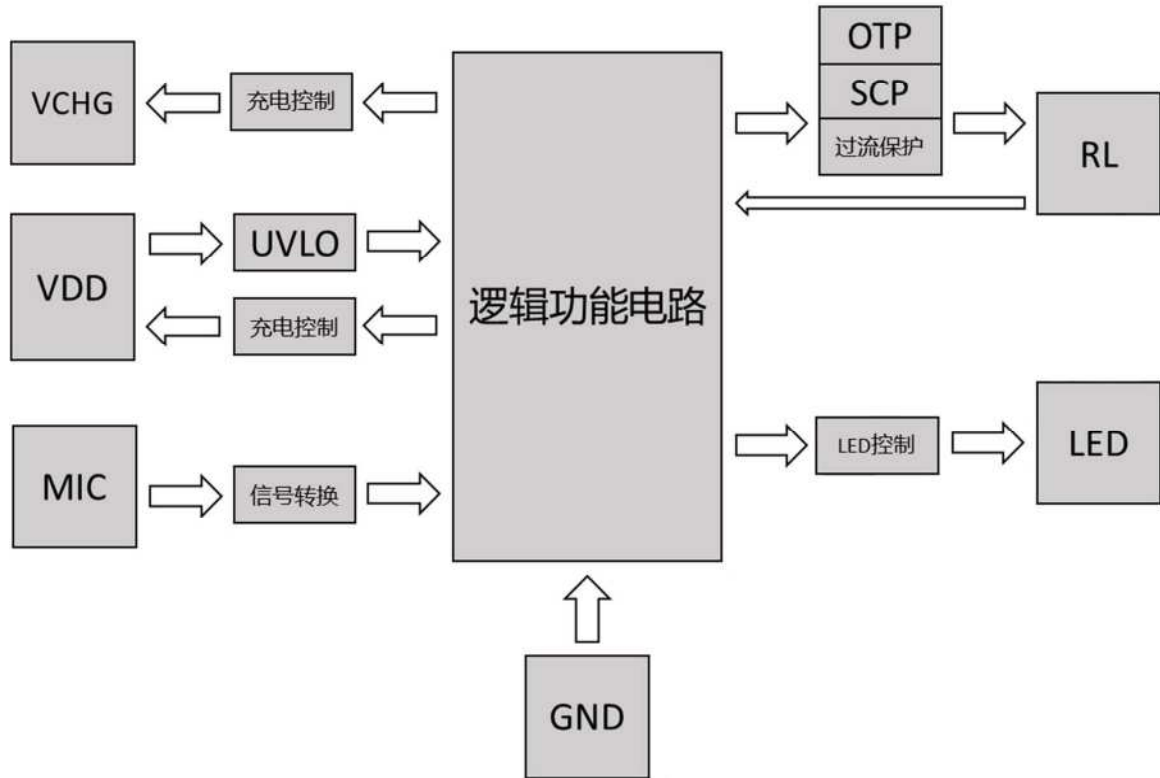 OTP
SCP
过流保护
VCHG
充电控制
RL
VDD
UVLO
充电控制
逻辑功能电路
MIC
信号转换
LED控制
LED
GND